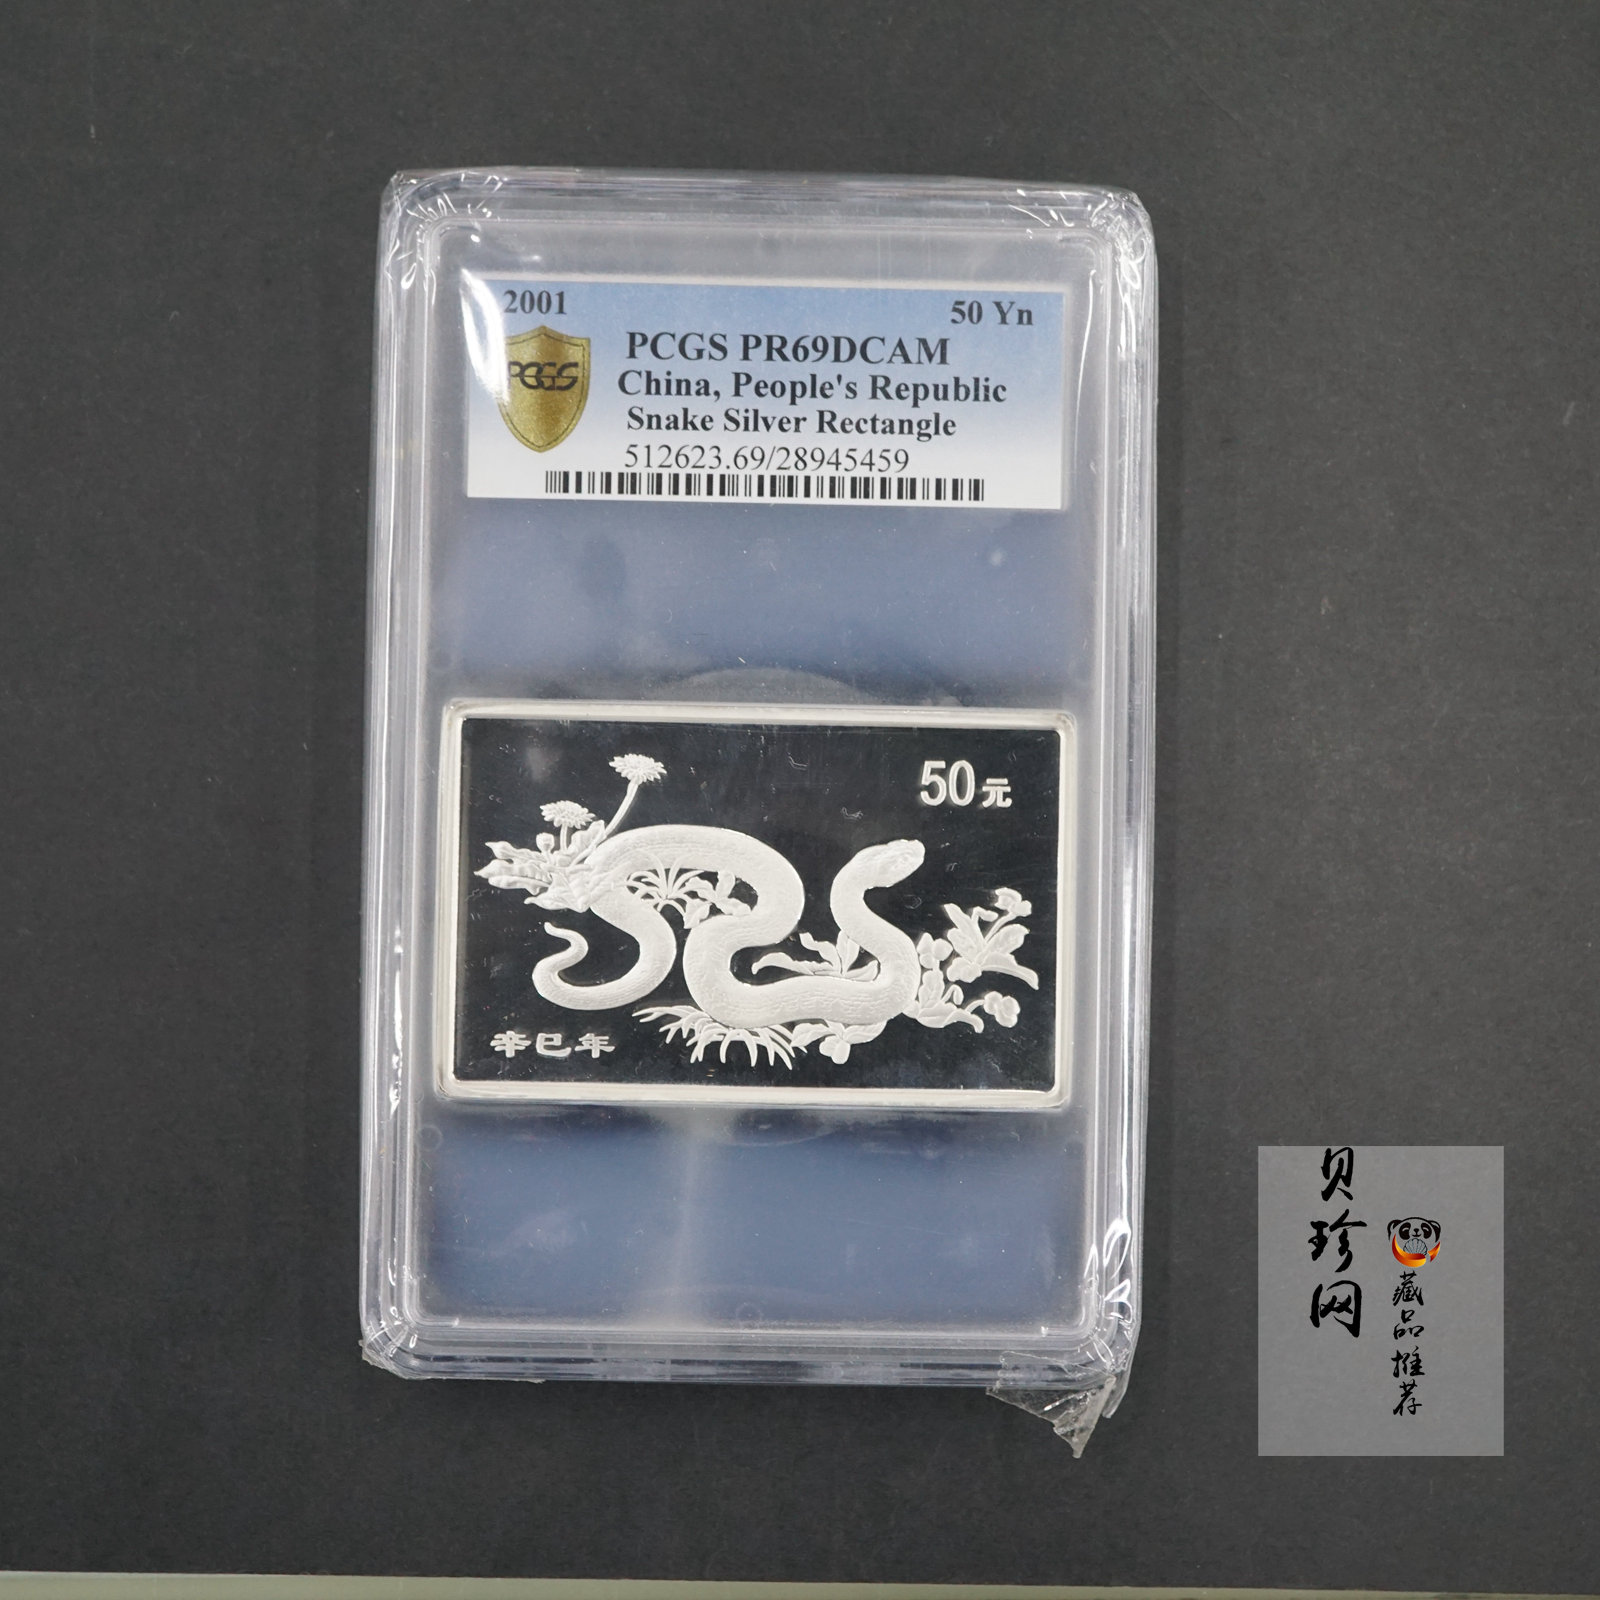 2001
50 Yn
PCGS
PCGS PR69DCAM
China, People's Republic
Snake Silver Rectangle
512623.69/28945459
50元
辛巳年
贝珍网
藏品推荐